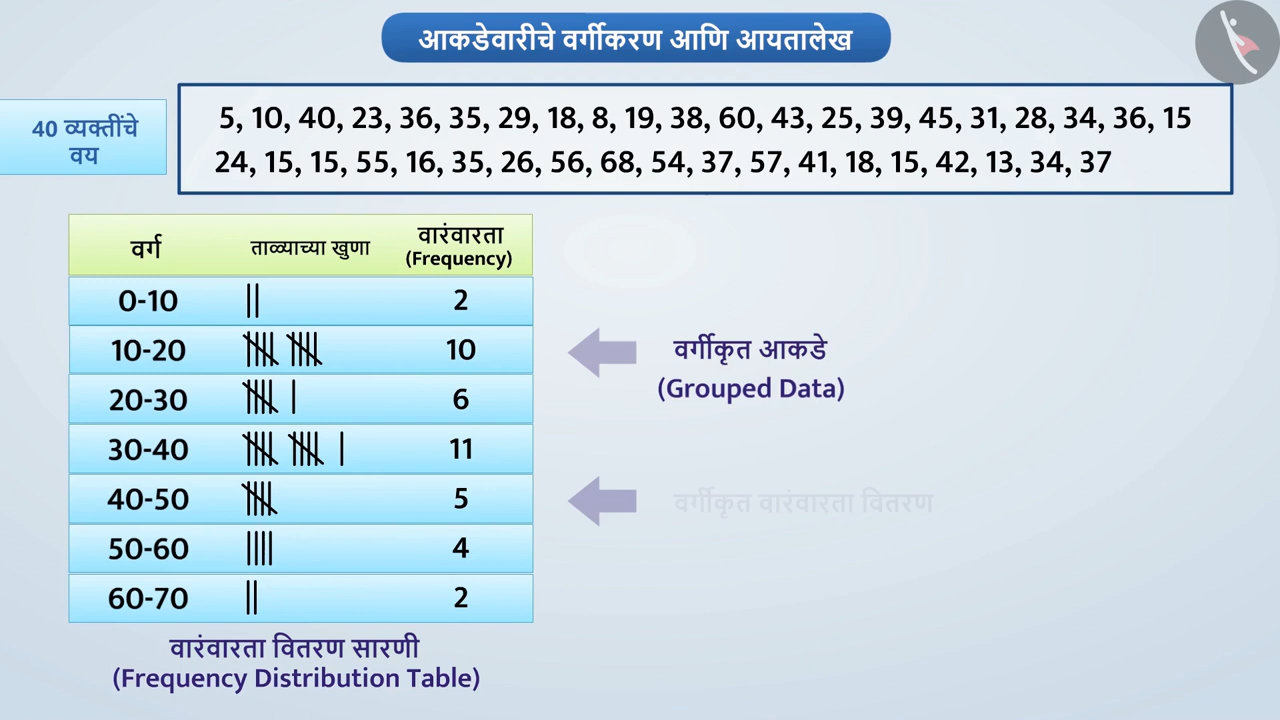 आकडेवारीचे वर्गीकरण आणि आयतालेख
40 व्यक्तींचे
वय
5, 10, 40, 23, 36, 35, 29, 18, 8, 19, 38, 60, 43, 25, 39, 45, 31, 28, 34, 36, 15
24, 15, 15, 55, 16, 35, 26, 56, 68, 54, 37, 57, 41, 18, 15, 42, 13, 34, 37
वर्ग ताळ्याच्या खुणा वारंवारता
(Frequency)
0-10 2
10-20 10
20-30 6
30-40 11
40-50 5
50-60 4
60-70 2
वर्गीकृत आकडे
(Grouped Data)
वर्गीकृत वारंवारता वितरण
वारंवारता वितरण सारणी
(Frequency Distribution Table)